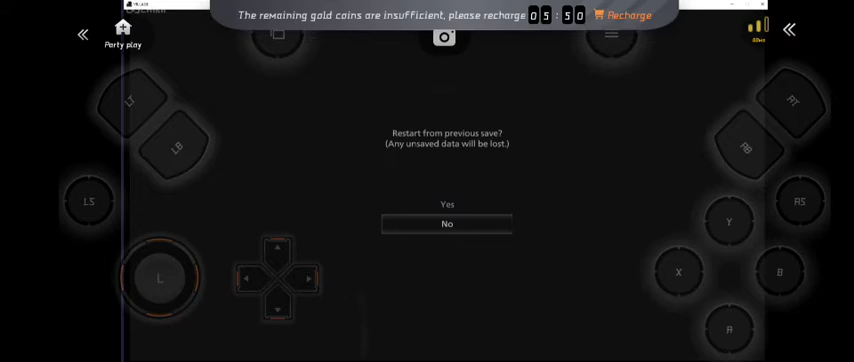 The remaining gold coins are insufficient, please recharge 05:50 Recharge
Party play
LT
LB
RT
RB
Restart from previous save?
(Any unsaved data will be lost.)
LS
RS
Yes
No
Y
L
X
B
A